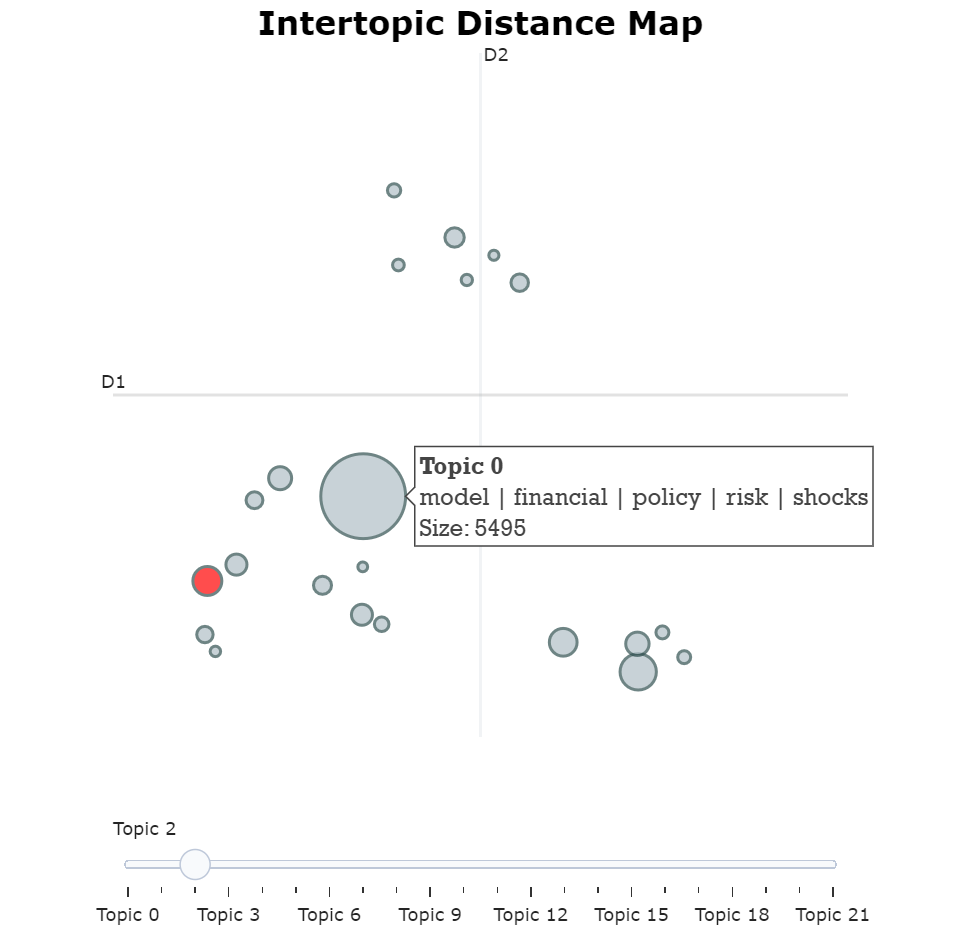 Intertopic Distance Map
D2
D1
Topic 0
model | financial | policy | risk | shocks
Size: 5495
Topic 2
Topic 0 Topic 3 Topic 6 Topic 9 Topic 12 Topic 15 Topic 18 Topic 21